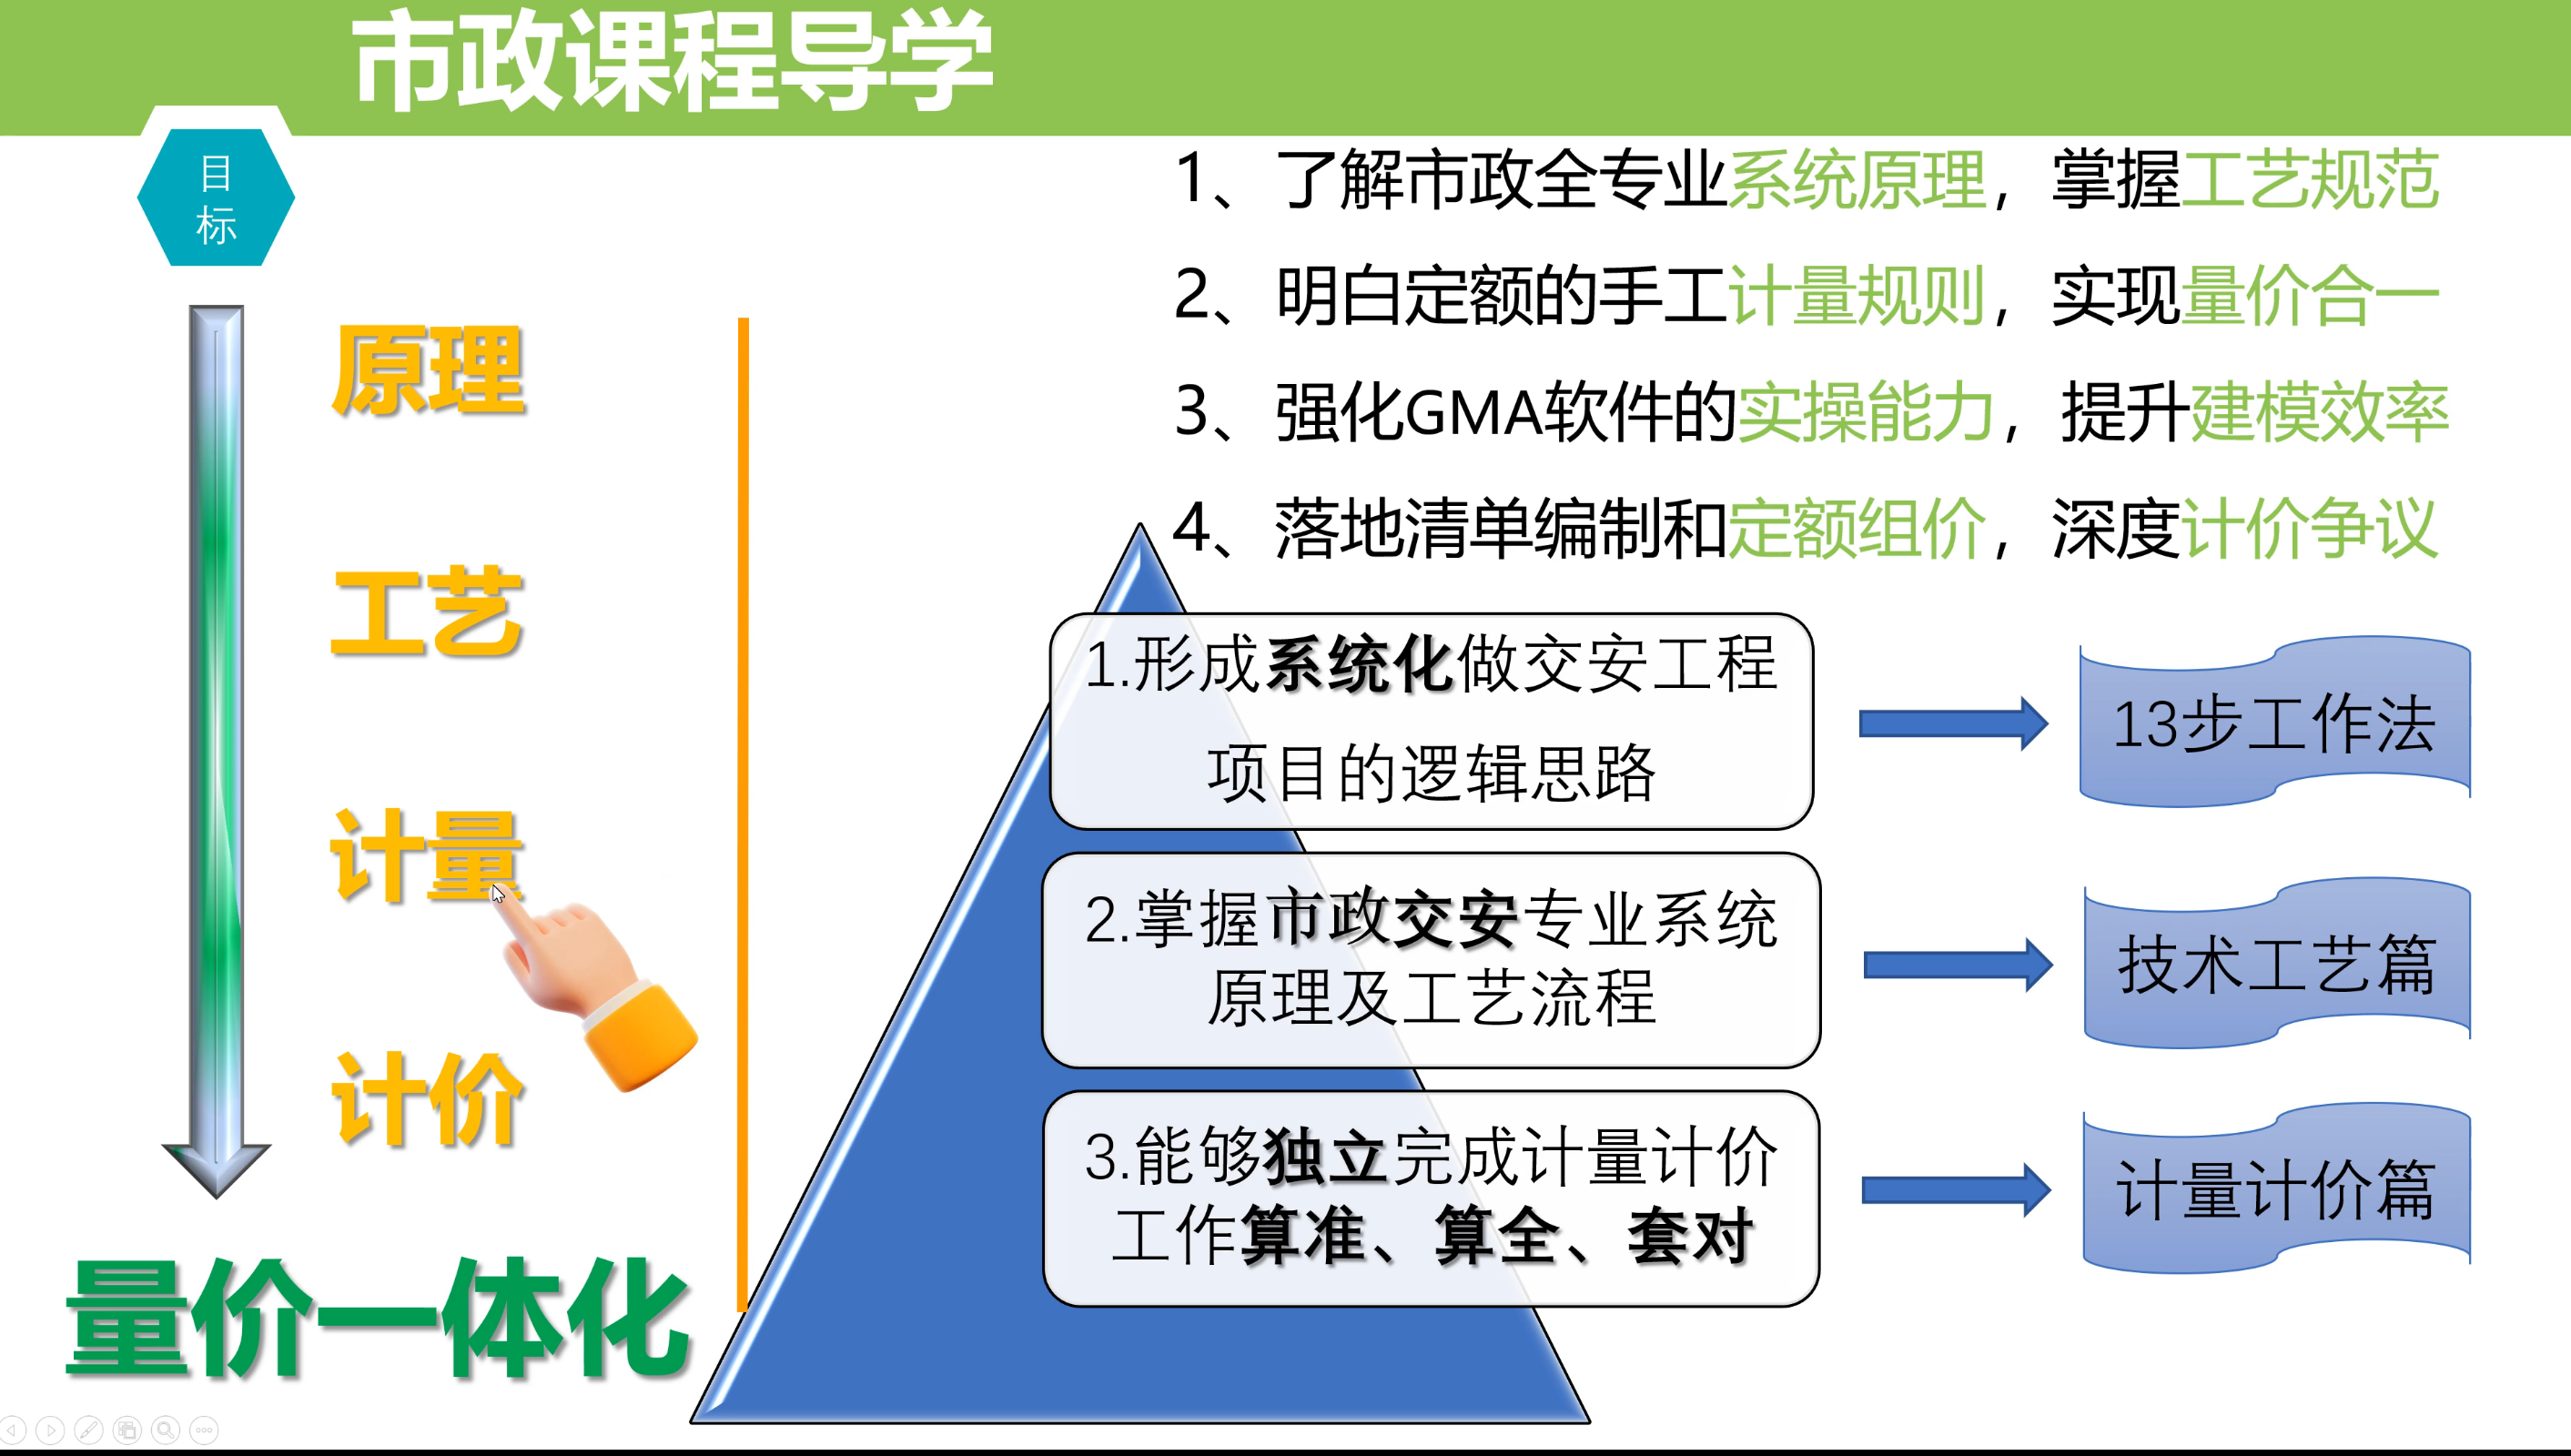 市政课程导学
目
标
原理
工艺
计量
计价
量价一体化
1、了解市政全专业系统原理，掌握工艺规范
2、明白定额的手工计量规则，实现量价合一
3、强化GMA软件的实操能力，提升建模效率
4、落地清单编制和定额组价，深度计价争议
1.形成系统化做交安工程
项目的逻辑思路
13步工作法
2.掌握市政交安专业系统
原理及工艺流程
技术工艺篇
3.能够独立完成计量计价
工作算准、算全、套对
计量计价篇